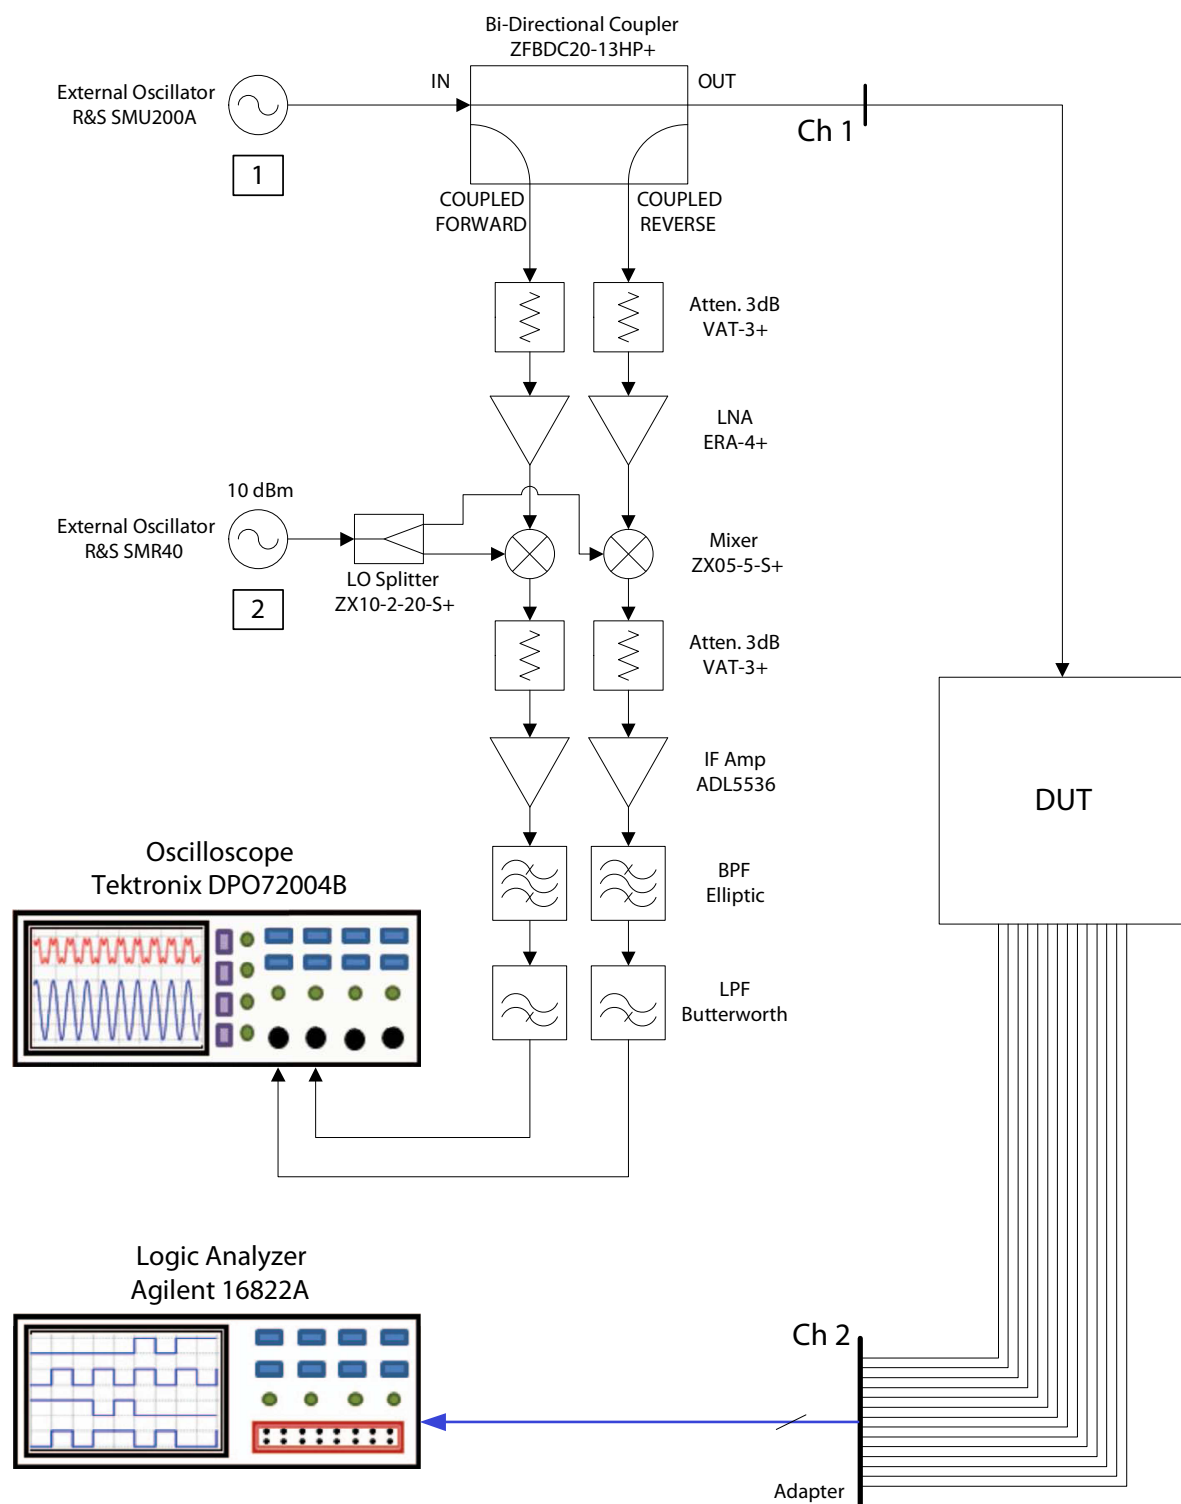 Bi-Directional Coupler
ZFBDC20-13HP+
External Oscillator
R&S SMU200A
IN
OUT
Ch 1
1
COUPLED
FORWARD
COUPLED
REVERSE
Atten. 3dB
VAT-3+
LNA
ERA-4+
10 dBm
External Oscillator
R&S SMR40
LO Splitter
ZX10-2-20-S+
Mixer
ZX05-5-S+
2
Atten. 3dB
VAT-3+
IF Amp
ADL5536
DUT
Oscilloscope
Tektronix DPO72004B
BPF
Elliptic
LPF
Butterworth
Logic Analyzer
Agilent 16822A
Ch 2
Adapter